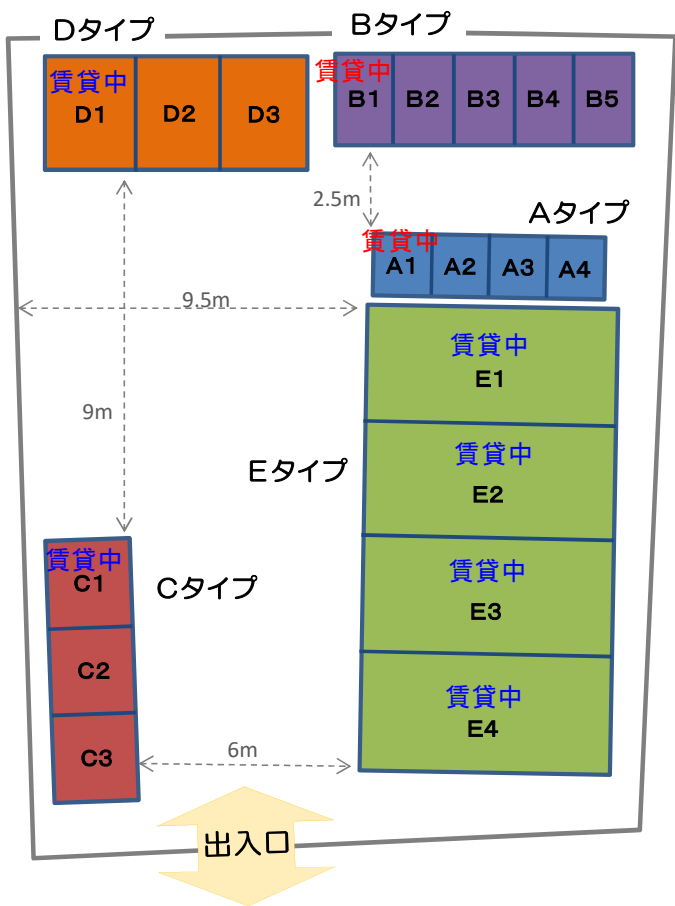 Dタイプ
Bタイプ
賃貸中
D1
D2
D3
賃貸中
B1
B2
B3
B4
B5
2.5m
Aタイプ
賃貸中
A1
A2
A3
A4
9.5m
賃貸中
E1
9m
Eタイプ
賃貸中
E2
賃貸中
C1
Cタイプ
賃貸中
E3
C2
賃貸中
E4
C3
6m
出入口